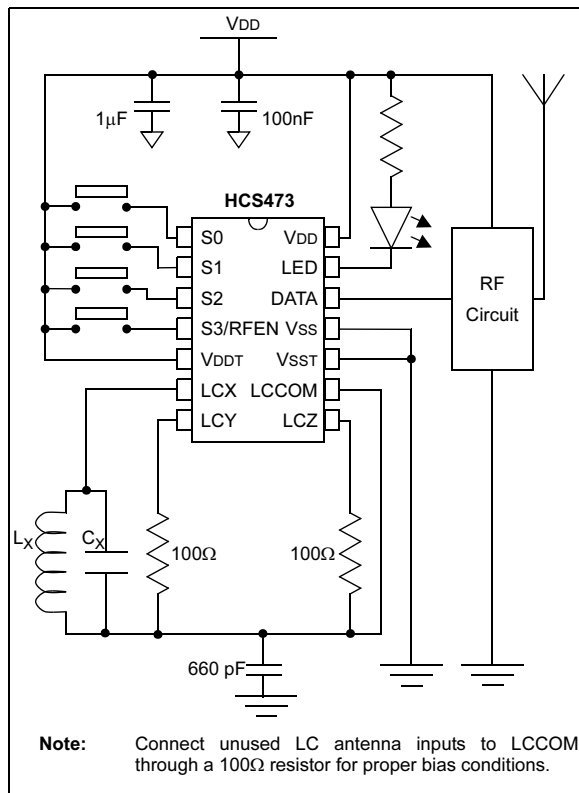 VDD
1μF
100nF
HCS473
S0
VDD
S1
LED
S2
DATA
S3/RFEN
VSS
VDDT
VSST
LCX
LCCOM
LCY
LCZ
RF
Circuit
LX
CX
100Ω
100Ω
660 pF
Note: Connect unused LC antenna inputs to LCCOM
through a 100Ω resistor for proper bias conditions.